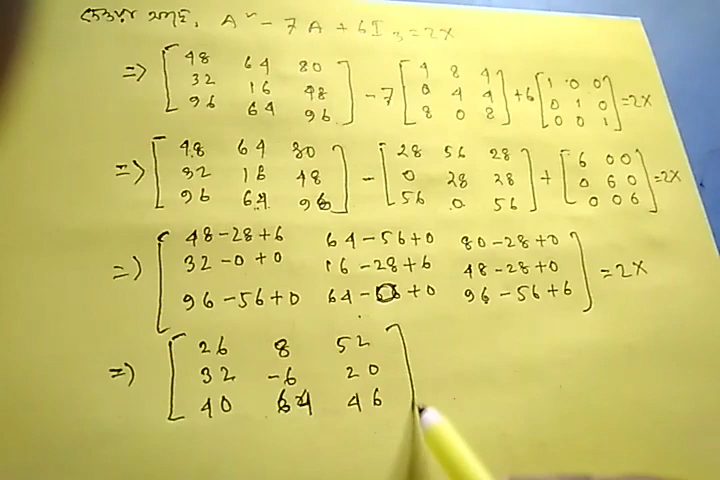 দেওয়া আছে, A² - 7A + 6I₃ = 2X
=> [48 64 80 - 7 [4 8 4 + 6 [1 0 0 = 2X
32 16 48] 0 4 4] 0 1 0]
96 64 96 8 0 8 0 0 1
=> [48 64 80 - [28 56 28 + [6 0 0 = 2X
32 16 48] 0 28 28] 0 6 0]
96 64 96 56 0 56 0 0 6
=> [48-28+6 64-56+0 80-28+0
32-0+0 16-28+6 48-28+0] = 2X
96-56+0 64-0+0 96-56+6
=> [26 8 52
32 -6 20]
40 64 46